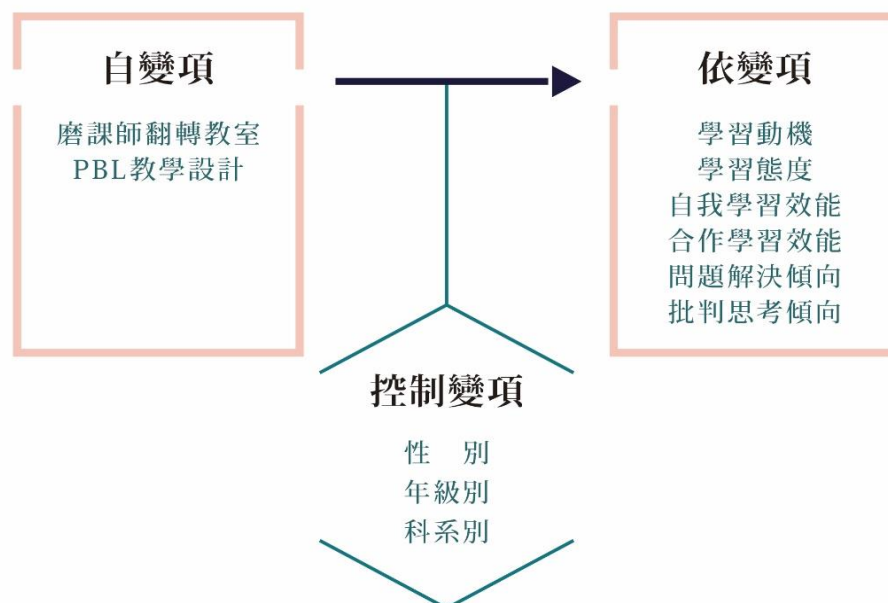 自變項
磨課師翻轉教室
PBL教學設計
依變項
學習動機
學習態度
自我學習效能
合作學習效能
問題解決傾向
批判思考傾向
控制變項
性　別
年級別
科系別